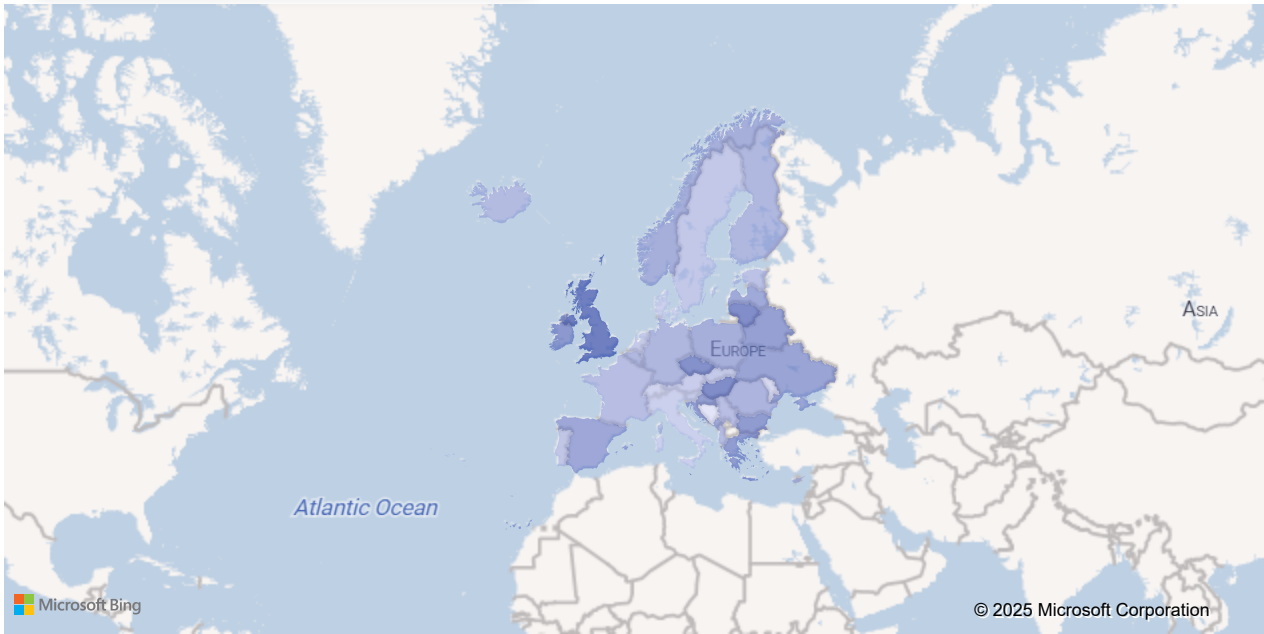 ASIA
EUROPE
Atlantic Ocean
Microsoft Bing
© 2025 Microsoft Corporation